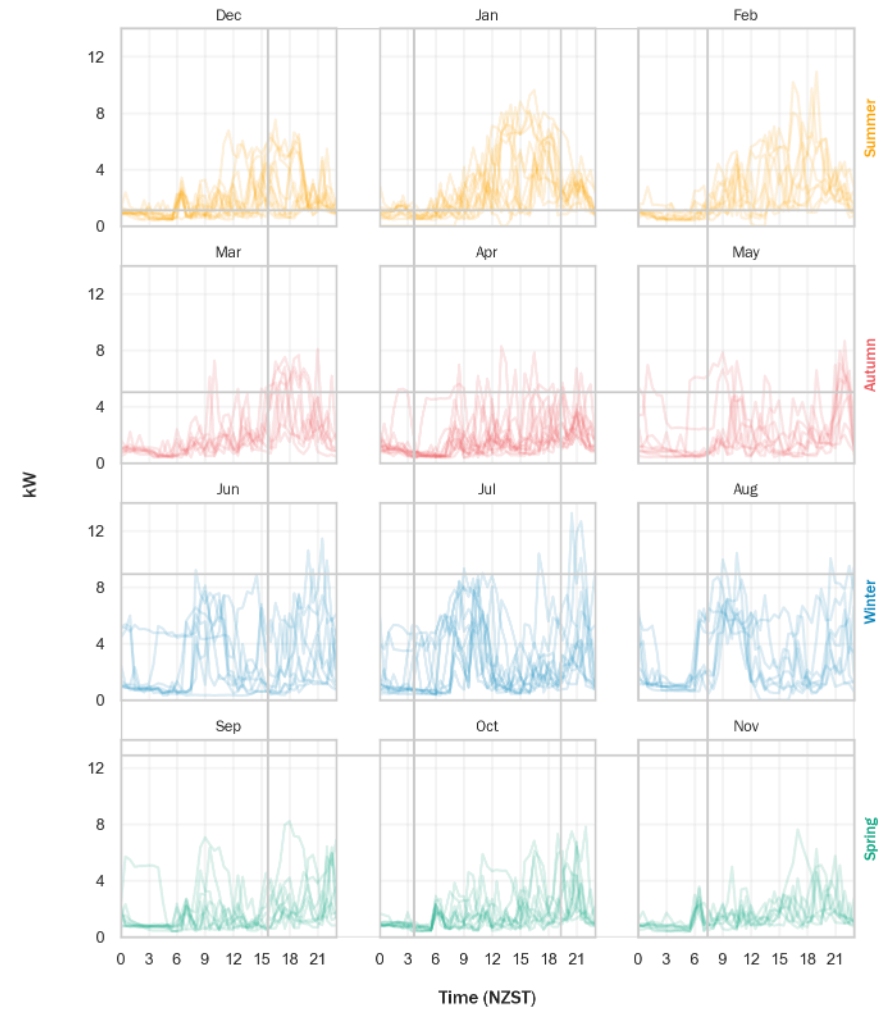 Dec Jan Feb
12
8
4
0
Summer
Mar Apr May
12
8
4
0
Autumn
kW
Jun Jul Aug
12
8
4
0
Winter
Sep Oct Nov
12
8
4
0
Spring
0 3 6 9 12 15 18 21 0 3 6 9 12 15 18 21 0 3 6 9 12 15 18 21
Time (NZST)